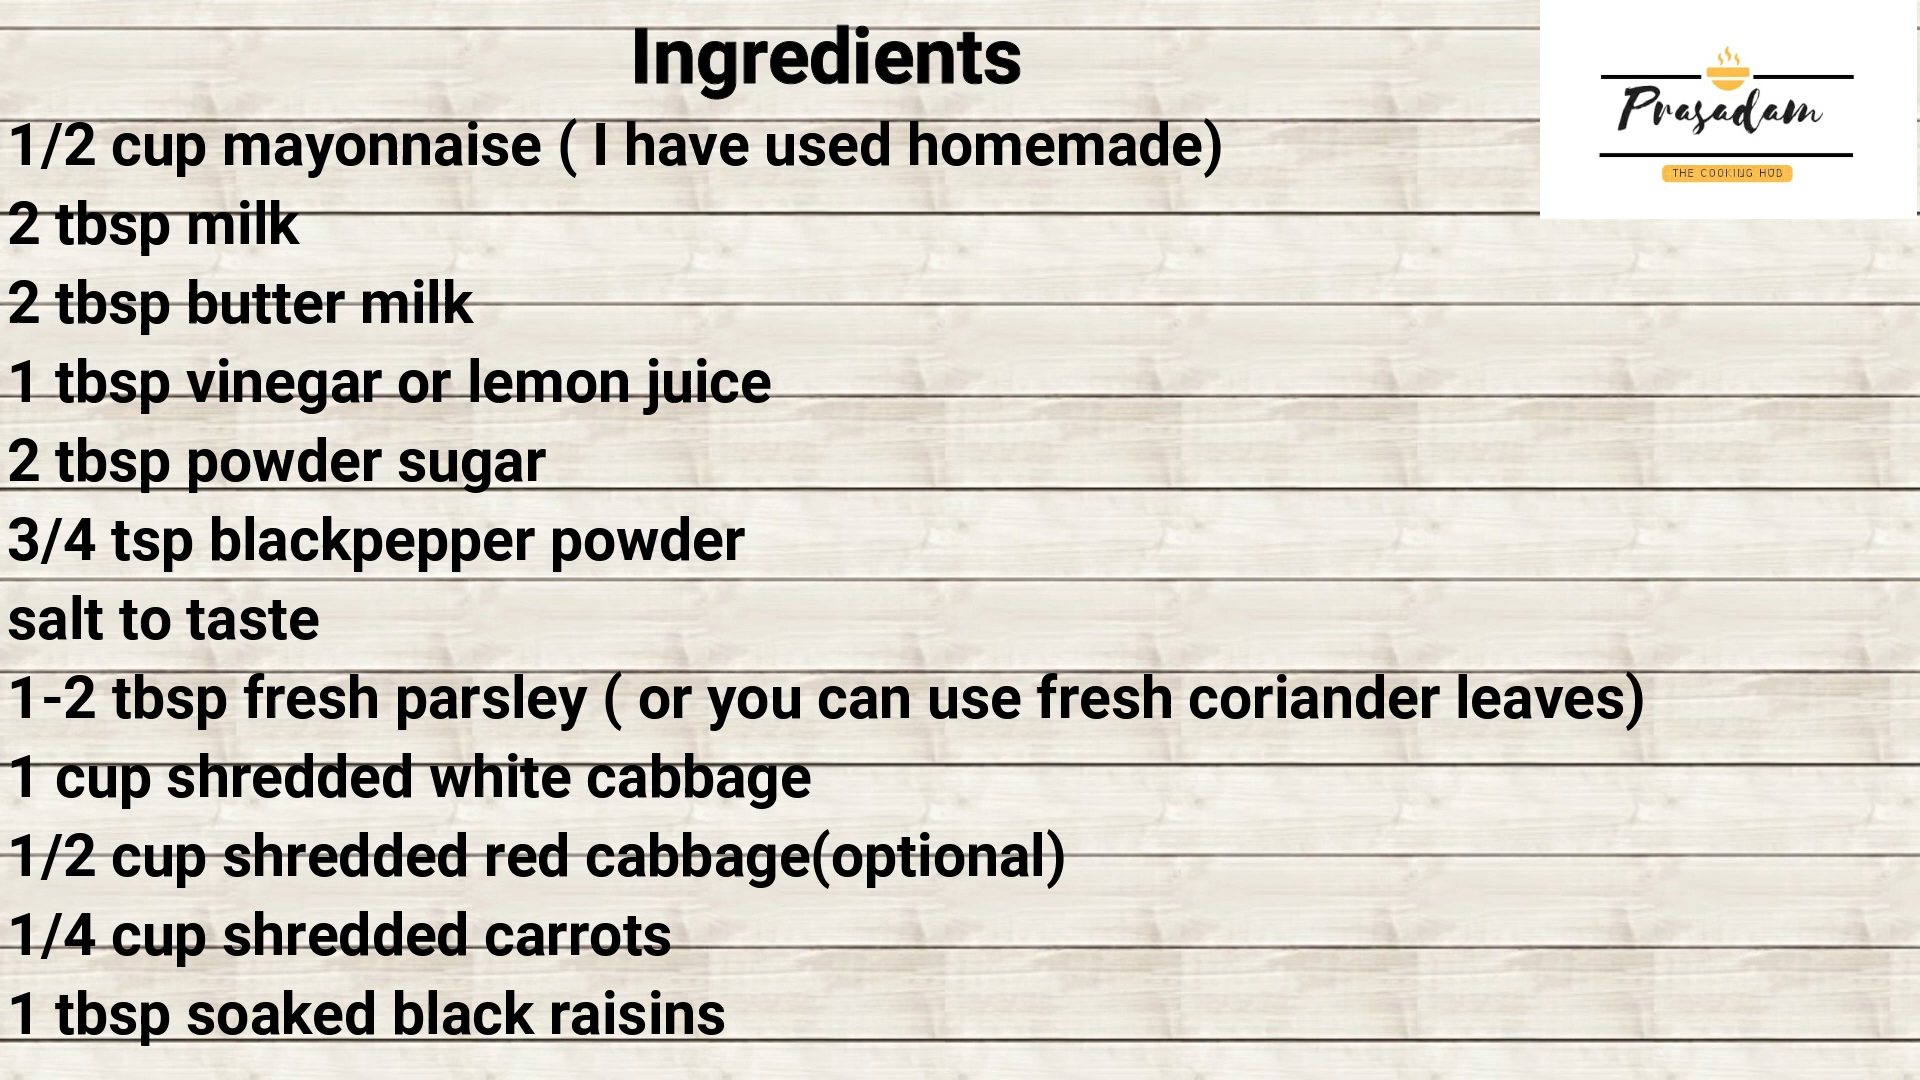 Ingredients
Prasadam
THE COOKING HUB
1/2 cup mayonnaise ( I have used homemade)
2 tbsp milk
2 tbsp butter milk
1 tbsp vinegar or lemon juice
2 tbsp powder sugar
3/4 tsp blackpepper powder
salt to taste
1-2 tbsp fresh parsley ( or you can use fresh coriander leaves)
1 cup shredded white cabbage
1/2 cup shredded red cabbage(optional)
1/4 cup shredded carrots
1 tbsp soaked black raisins